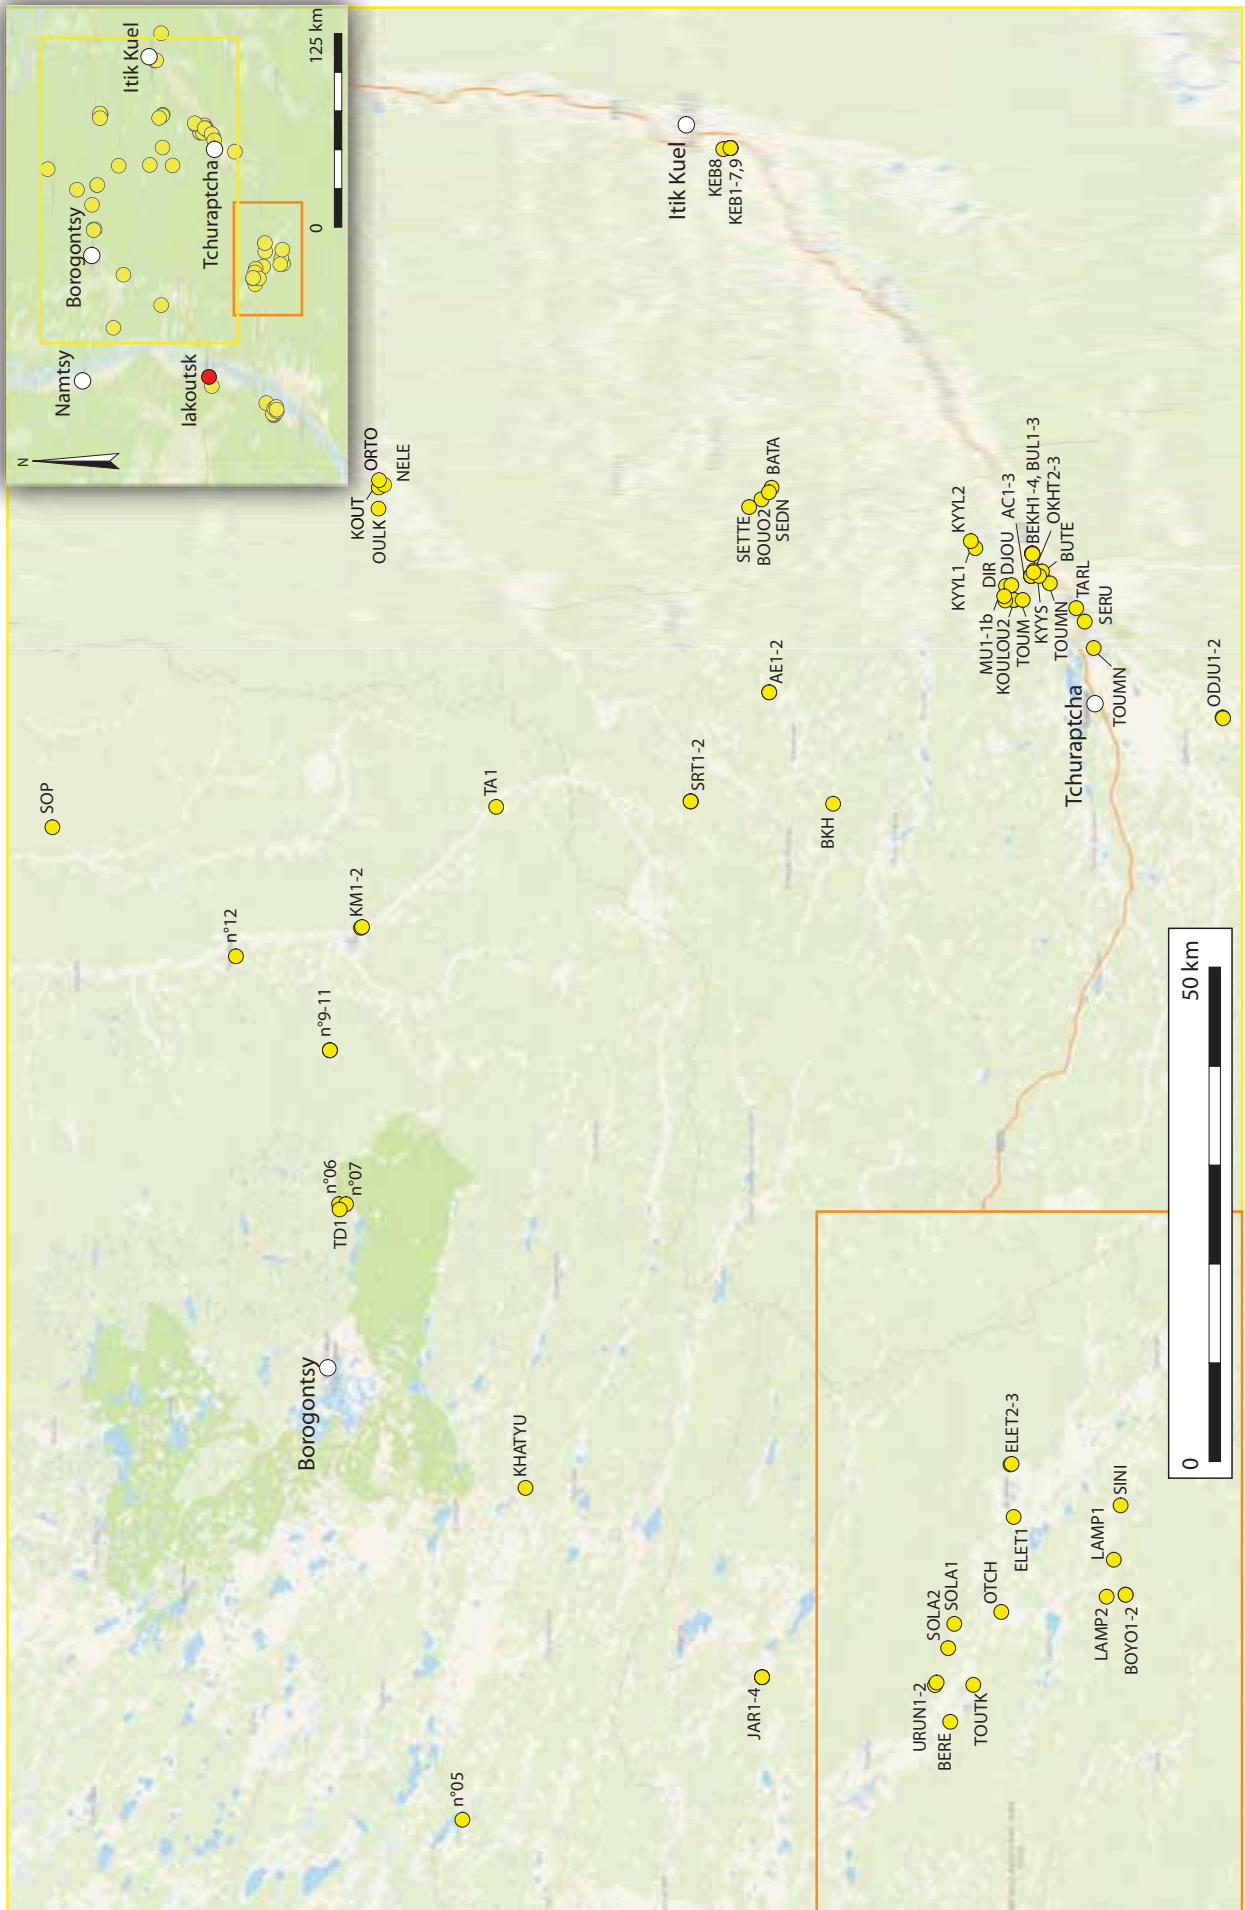 N
Namtsy
Iakoutsk
Borogontsy
Tchuraptcha
Itik Kuel
0
125 km
SOP
n°12
KM1-2
n°9-11
n°06
n°07
TD1
Borogontsy
KHATYU
n°05
JAR1-4
TA1
SRT1-2
BKH
AE1-2
KOUT
ORTO
OULK
NELE
SETTE
BOUO2
SEDN
BATA
Itik Kuel
KEB8
KEB1-7,9
KYYL1
KYYL2
DIR
DJOU
AC1-3
BEKH1-4, BUL1-3
OKHT2-3
BUTE
MU1-1b
KOULOU2
TOUM
KYYS
TOUMN
TARL
SERU
TOUMN
Tchuraptcha
ODJU1-2
URUN1-2
BERE
TOUTK
SOLA2
SOLA1
OTCH
ELET1
ELET2-3
LAMP1
LAMP2
BOYO1-2
SINI
0
50 km